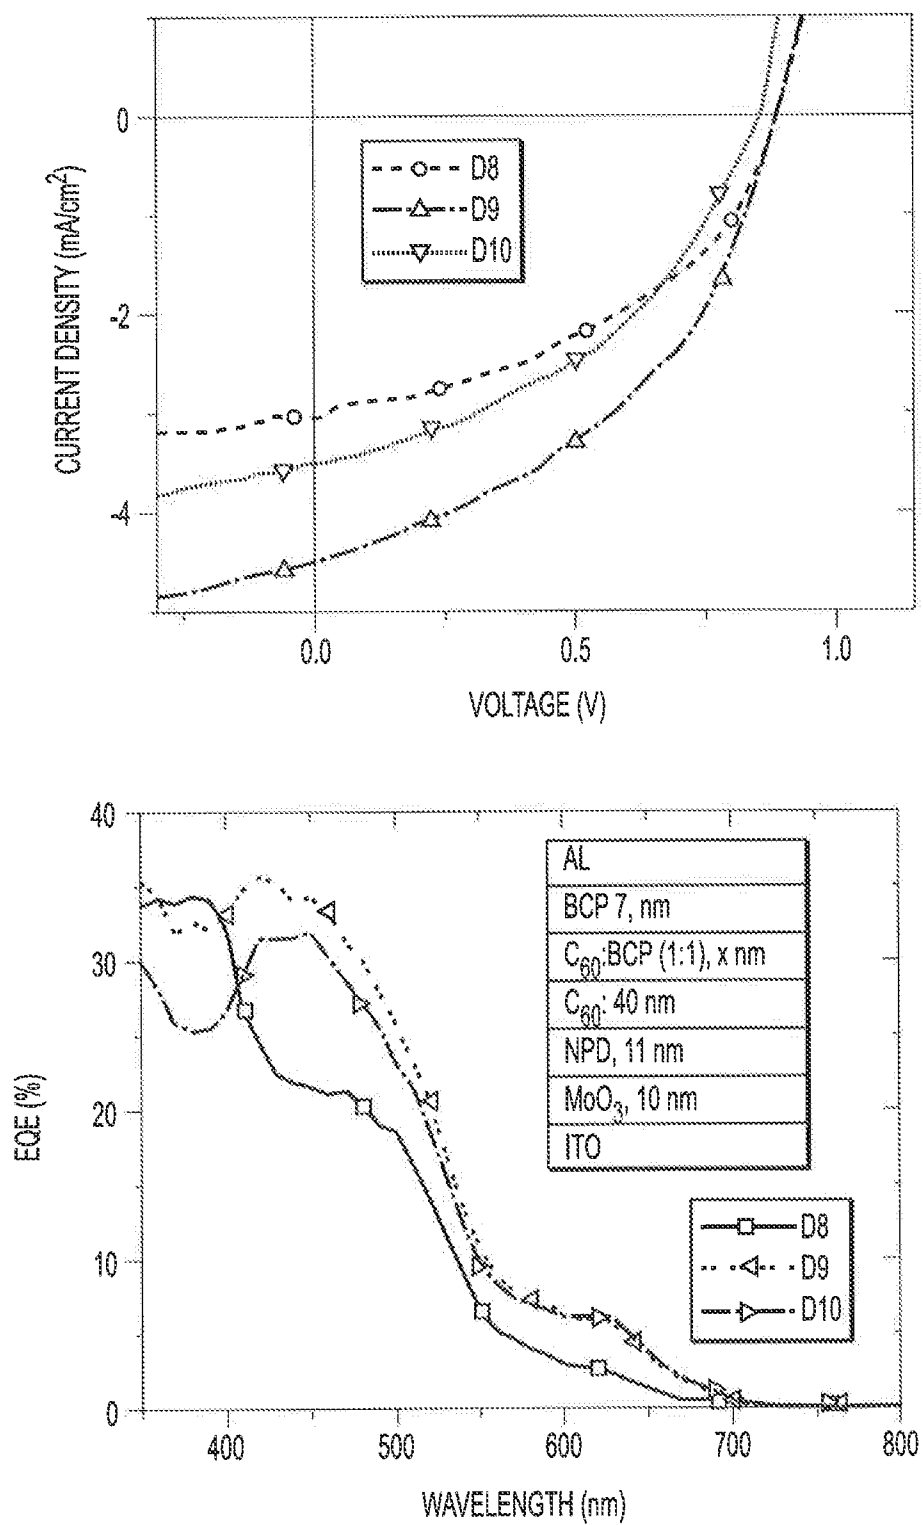 0
-2
-4
CURRENT DENSITY (mA/cm²)
D8
D9
D10
0.0
0.5
1.0
VOLTAGE (V)
40
30
20
10
0
EQE (%)
AL
BCP 7, nm
C₆₀:BCP (1:1), x nm
C₆₀: 40 nm
NPD, 11 nm
MoO₃, 10 nm
ITO
D8
D9
D10
400
500
600
700
800
WAVELENGTH (nm)